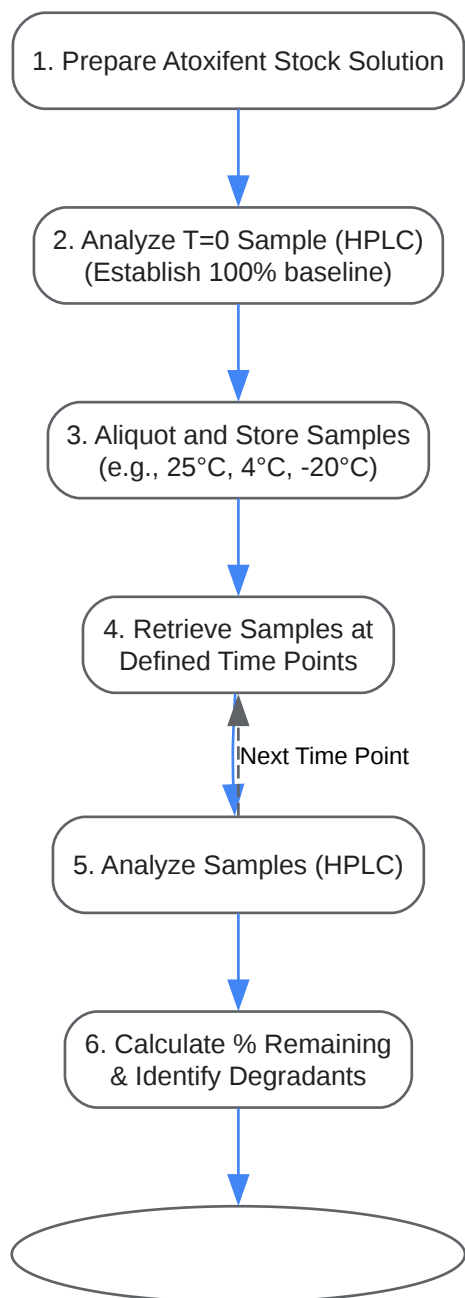 1. Prepare Atoxifent Stock Solution
2. Analyze T=0 Sample (HPLC)
(Establish 100% baseline)
3. Aliquot and Store Samples
(e.g., 25°C, 4°C, -20°C)
4. Retrieve Samples at
Defined Time Points
Next Time Point
5. Analyze Samples (HPLC)
6. Calculate % Remaining
& Identify Degradants